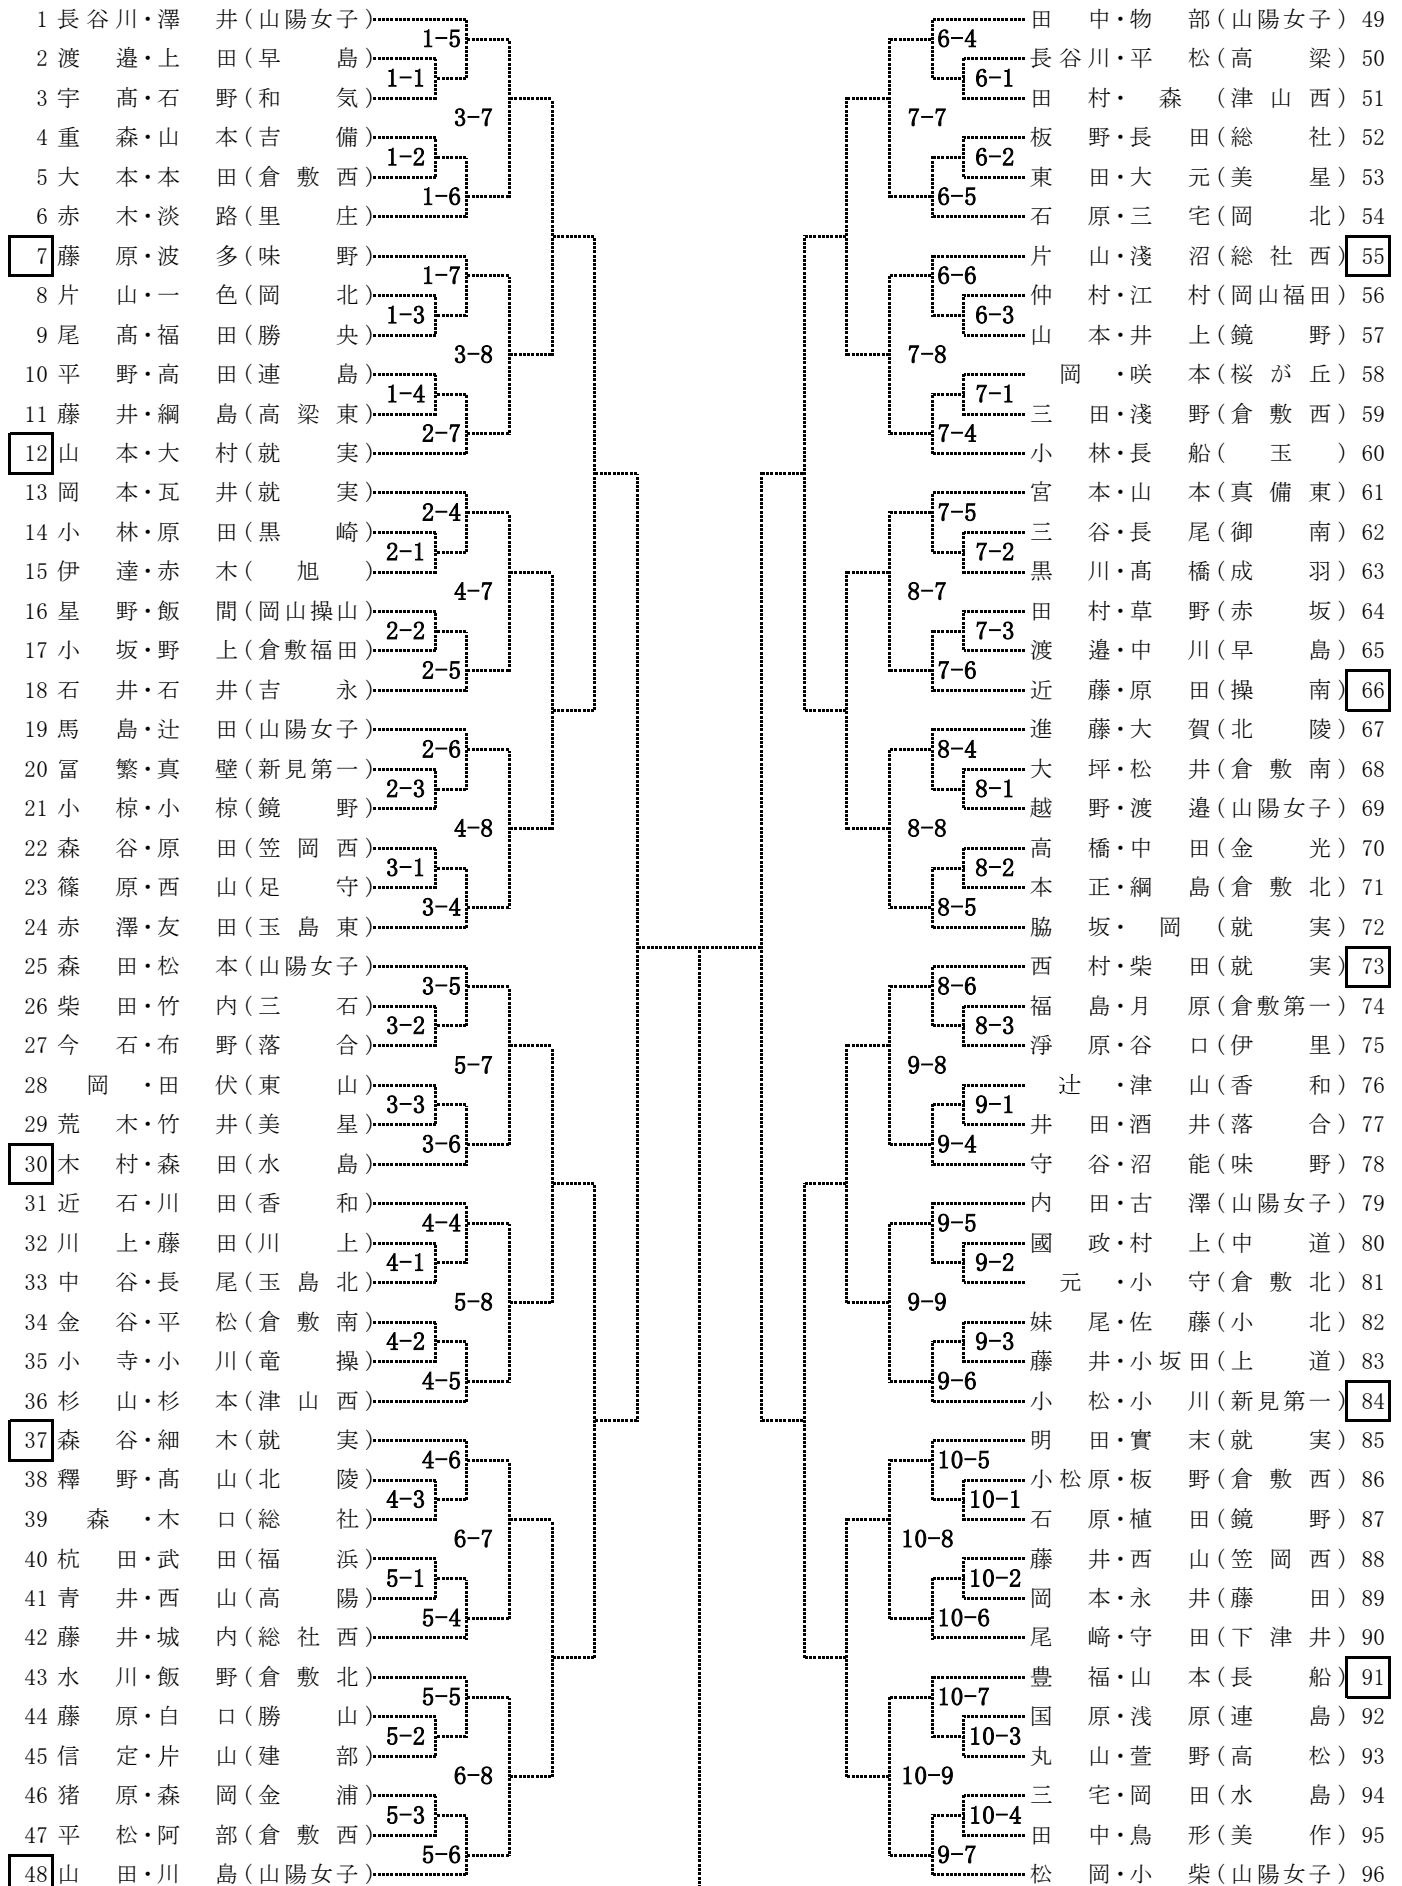 1 長谷川・澤井(山陽女子)
1-5
2 渡邉・上田(早島)
1-1
3 宇髙・石野(和気)
3-7
4 重森・山本(吉備)
1-2
5 大本・本田(倉敷西)
1-6
6 赤木・淡路(里庄)
7 藤原・波多(味野)
1-7
8 片山・一色(岡北)
1-3
9 尾髙・福田(勝央)
3-8
10 平野・高田(連島)
1-4
11 藤井・綱島(高梁東)
2-7
12 山本・大村(就実)
13 岡本・瓦井(就実)
2-4
14 小林・原田(黒崎)
2-1
15 伊達・赤木(旭)
4-7
16 星野・飯間(岡山操山)
2-2
17 小坂・野上(倉敷福田)
2-5
18 石井・石井(吉永)
19 馬島・辻田(山陽女子)
2-6
20 冨繁・真壁(新見第一)
2-3
21 小椋・小椋(鏡野)
4-8
22 森谷・原田(笠岡西)
3-1
23 篠原・西山(足守)
3-4
24 赤澤・友田(玉島東)
25 森田・松本(山陽女子)
3-5
26 柴田・竹内(三石)
3-2
27 今石・布野(落合)
5-7
28 岡・田伏(東山)
3-3
29 荒木・竹井(美星)
3-6
30 木村・森田(水島)
31 近石・川田(香和)
4-4
32 川上・藤田(川上)
4-1
33 中谷・長尾(玉島北)
5-8
34 金谷・平松(倉敷南)
4-2
35 小寺・小川(竜操)
4-5
36 杉山・杉本(津山西)
37 森谷・細木(就実)
4-6
38 釋野・髙山(北陵)
4-3
39 森・木口(総社)
6-7
40 杭田・武田(福浜)
5-1
41 青井・西山(高陽)
5-4
42 藤井・城内(総社西)
43 水川・飯野(倉敷北)
5-5
44 藤原・白口(勝山)
5-2
45 信定・片山(建部)
6-8
46 猪原・森岡(金浦)
5-3
47 平松・阿部(倉敷西)
5-6
48 山田・川島(山陽女子)
田中・物部(山陽女子) 49
6-4
長谷川・平松(高梁) 50
6-1
田村・森(津山西) 51
7-7
板野・長田(総社) 52
6-2
東田・大元(美星) 53
6-5
石原・三宅(岡北) 54
片山・淺沼(総社西) 55
6-6
仲村・江村(岡山福田) 56
6-3
山本・井上(鏡野) 57
7-8
岡・咲本(桜が丘) 58
7-1
三田・淺野(倉敷西) 59
7-4
小林・長船(玉) 60
宮本・山本(真備東) 61
7-5
三谷・長尾(御南) 62
7-2
黒川・髙橋(成羽) 63
8-7
田村・草野(赤坂) 64
7-3
渡邉・中川(早島) 65
7-6
近藤・原田(操南) 66
進藤・大賀(北陵) 67
8-4
大坪・松井(倉敷南) 68
8-1
越野・渡邉(山陽女子) 69
8-8
高橋・中田(金光) 70
8-2
本正・綱島(倉敷北) 71
8-5
脇坂・岡(就実) 72
西村・柴田(就実) 73
8-6
福島・月原(倉敷第一) 74
8-3
淨原・谷口(伊里) 75
9-8
辻・津山(香和) 76
9-1
井田・酒井(落合) 77
9-4
守谷・沼能(味野) 78
内田・古澤(山陽女子) 79
9-5
國政・村上(中道) 80
9-2
元・小守(倉敷北) 81
9-9
妹尾・佐藤(小北) 82
9-3
藤井・小坂田(上道) 83
9-6
小松・小川(新見第一) 84
明田・實末(就実) 85
10-5
小松原・板野(倉敷西) 86
10-1
石原・植田(鏡野) 87
10-8
藤井・西山(笠岡西) 88
10-2
岡本・永井(藤田) 89
10-6
尾﨑・守田(下津井) 90
豊福・山本(長船) 91
10-7
国原・浅原(連島) 92
10-3
丸山・萱野(高松) 93
10-9
三宅・岡田(水島) 94
10-4
田中・鳥形(美作) 95
9-7
松岡・小柴(山陽女子) 96